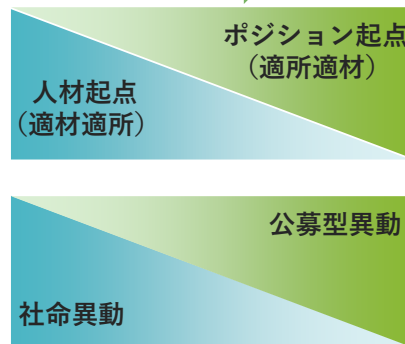 ポジション起点
（適所適材）
人材起点
（適材適所）
公募型異動
社命異動